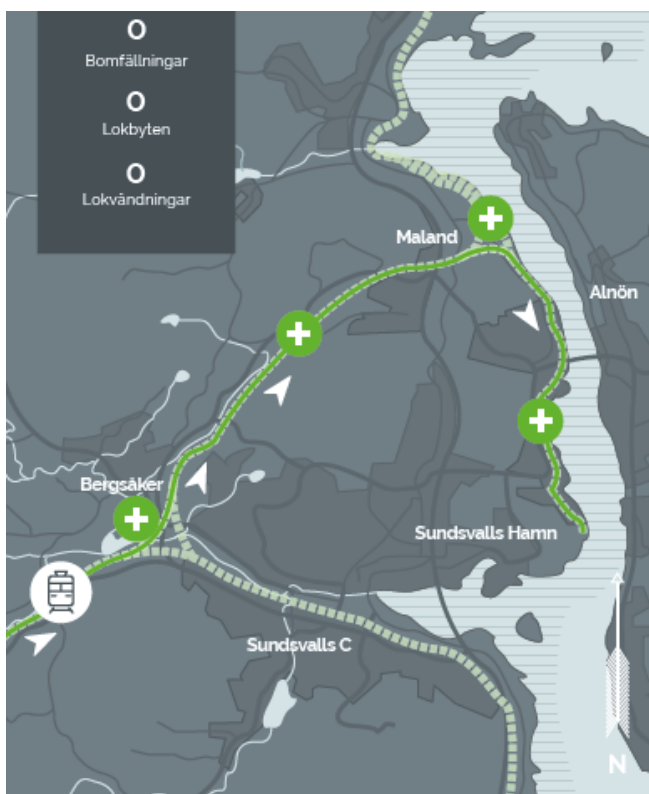 0
Bomfällningar
0
Lokbyten
0
Lokvändningar
Maland
Alnön
Bergsåker
Sundsvalls Hamn
Sundsvalls C
N